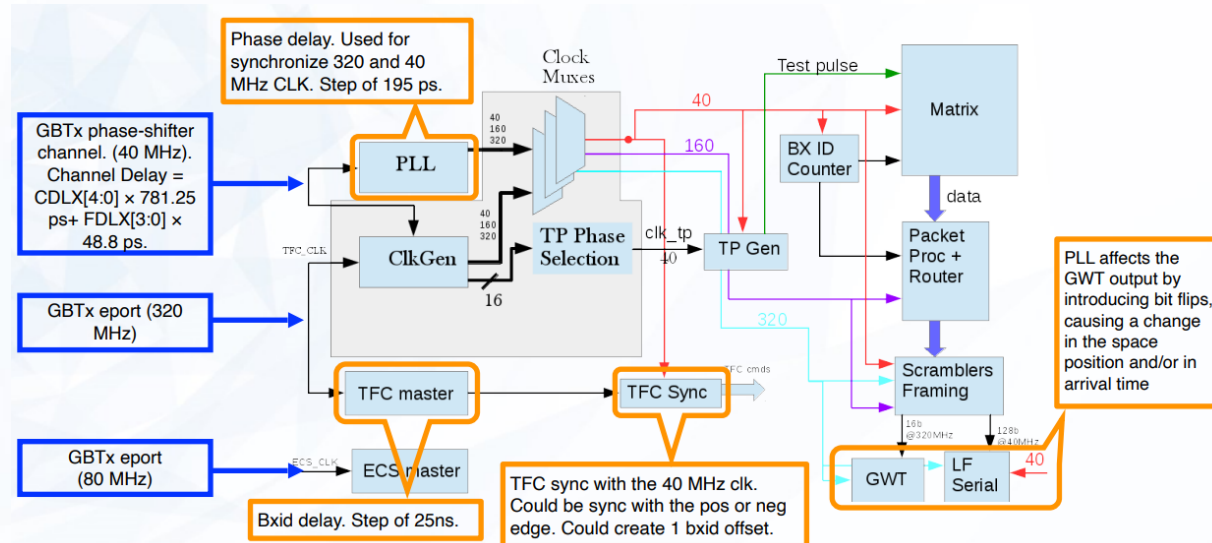 Phase delay. Used for
synchronize 320 and 40
MHz CLK. Step of 195 ps.
Clock
Muxes
GBTx phase-shifter
channel. (40 MHz).
Channel Delay =
CDLX[4:0] × 781.25
ps+ FDLX[3:0] ×
48.8 ps.
PLL
40
160
320
40
160
320
ClkGen
16
TFC_CLK
TP Phase
Selection
clk_tp
40
TP Gen
Test pulse
40
160
320
Matrix
BX ID
Counter
data
Packet
Proc +
Router
PLL affects the
GWT output by
introducing bit flips,
causing a change
in the space
position and/or in
arrival time
GBTx eport (320
MHz)
TFC master
TFC Sync
TFC cmds
Scramblers
Framing
16b
@320MHz
128b
@40MHz
GWT
LF
Serial
40
GBTx eport
(80 MHz)
ECS_CLK
ECS master
Bxid delay. Step of 25ns.
TFC sync with the 40 MHz clk.
Could be sync with the pos or neg
edge. Could create 1 bxid offset.